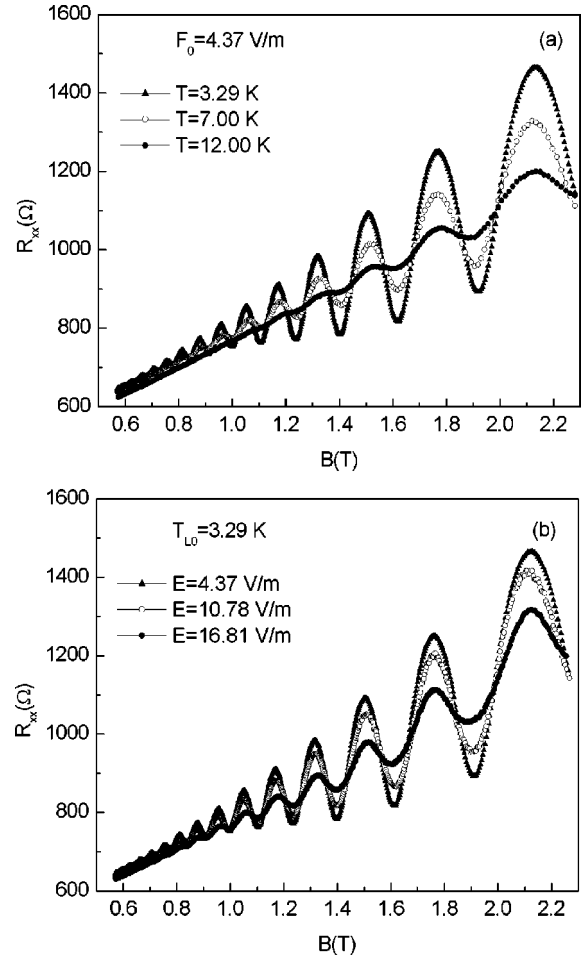 F0=4.37 V/m
(a)
T=3.29 K
T=7.00 K
T=12.00 K
1600
1400
1200
1000
800
600
Rxx(Ω)
0.6 0.8 1.0 1.2 1.4 1.6 1.8 2.0 2.2
B(T)
TL0=3.29 K
(b)
E=4.37 V/m
E=10.78 V/m
E=16.81 V/m
1600
1400
1200
1000
800
600
Rxx(Ω)
0.6 0.8 1.0 1.2 1.4 1.6 1.8 2.0 2.2
B(T)